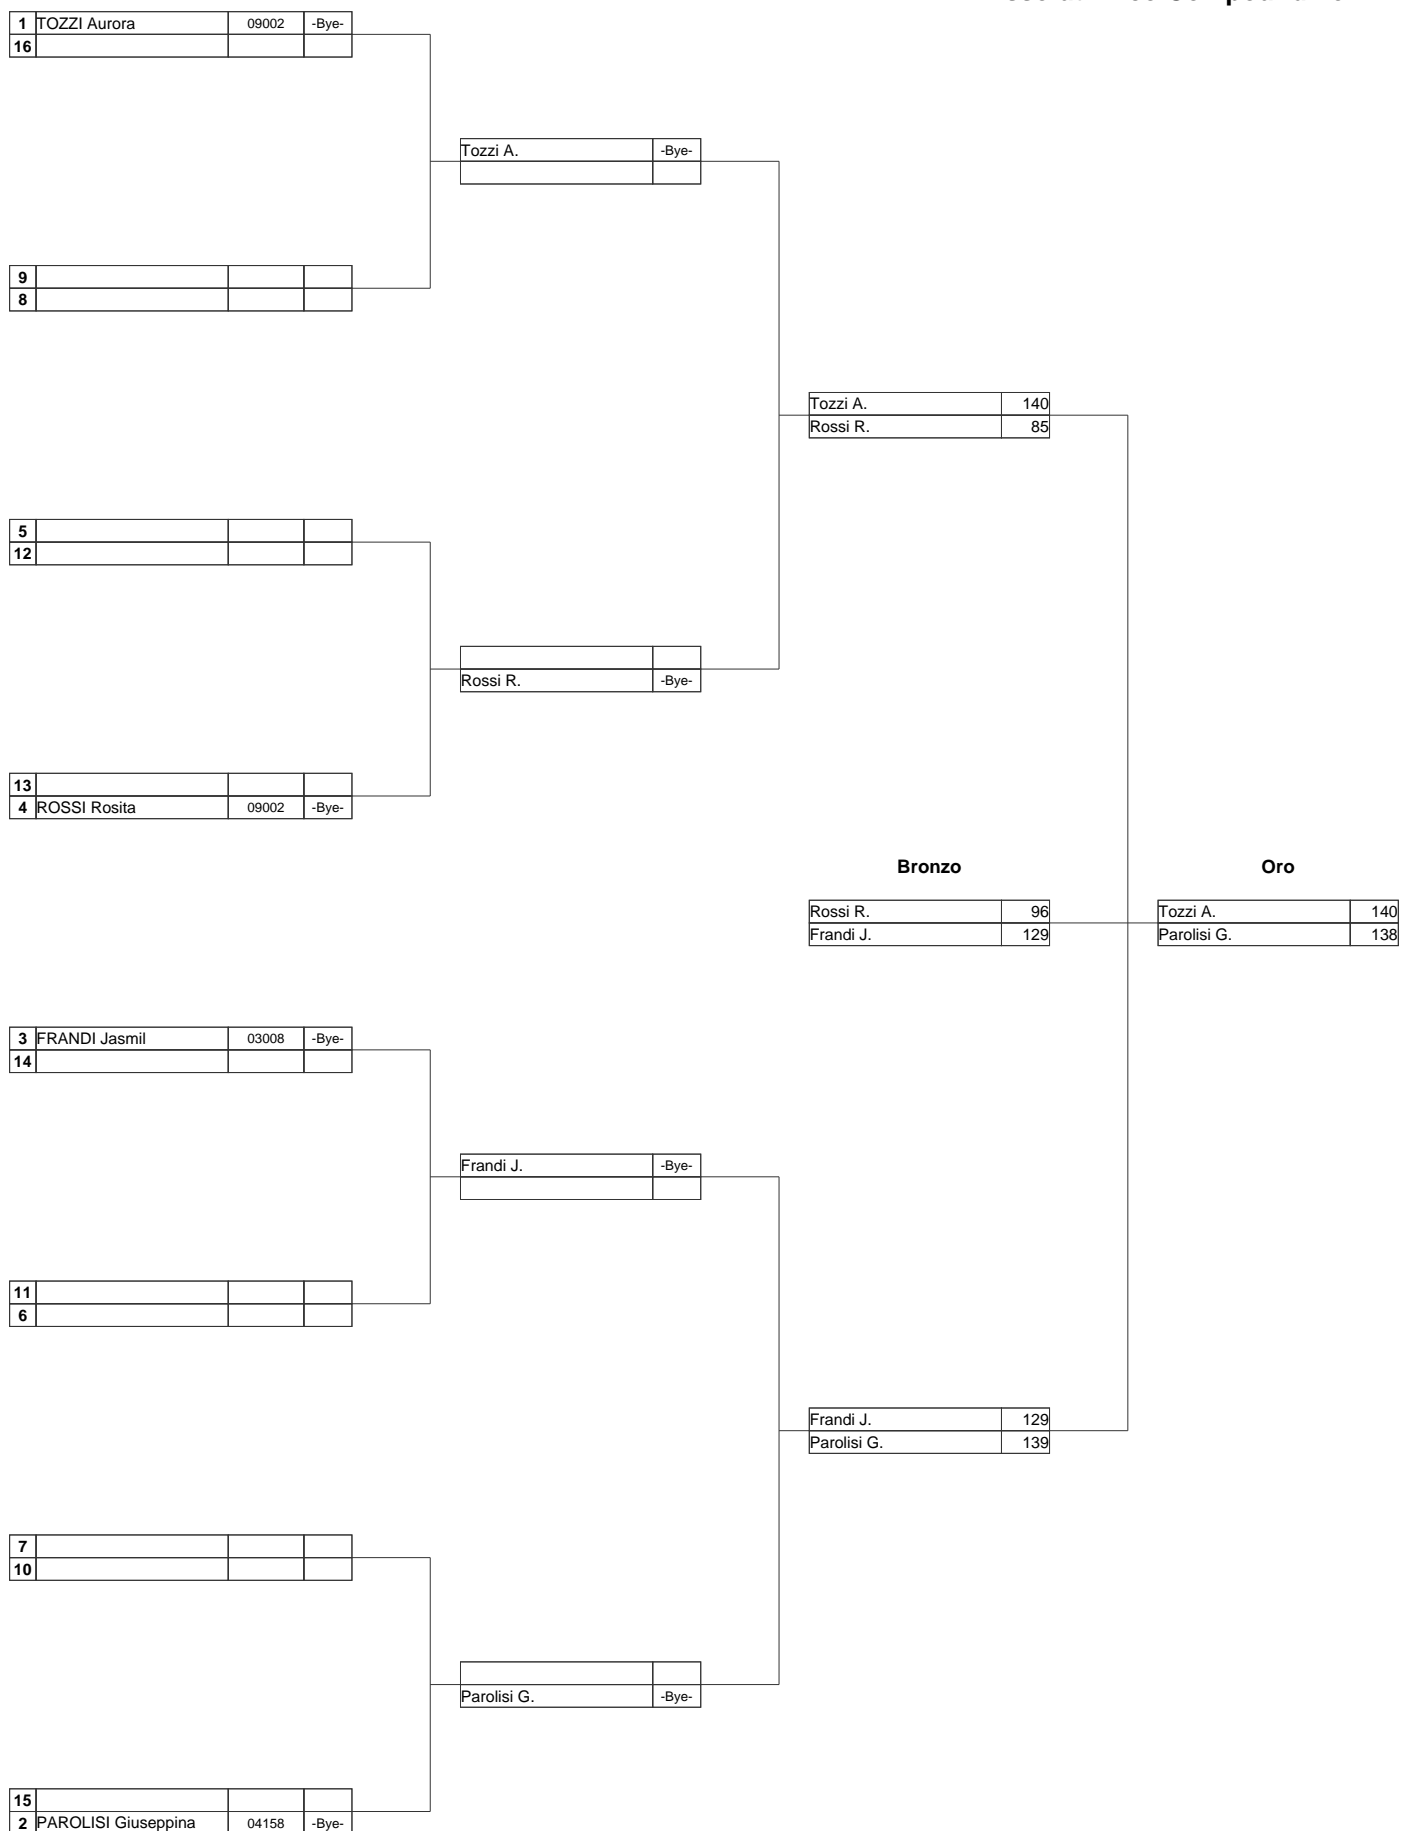 1 TOZZI Aurora 09002 -Bye-
16
Tozzi A. -Bye-
9
8
Tozzi A. 140
Rossi R. 85
5
12
Rossi R. -Bye-
13
4 ROSSI Rosita 09002 -Bye-
Bronzo
Oro
Rossi R. 96
Frandi J. 129
Tozzi A. 140
Parolisi G. 138
3 FRANDI Jasmil 03008 -Bye-
14
Frandi J. -Bye-
11
6
Frandi J. 129
Parolisi G. 139
7
10
Parolisi G. -Bye-
15
2 PAROLISI Giuseppina 04158 -Bye-